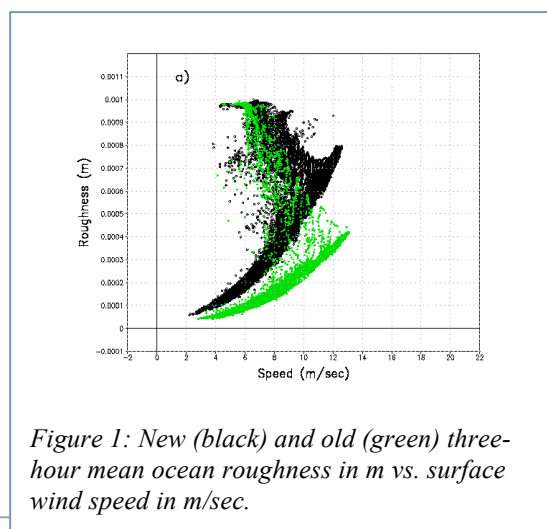 a)
0.0011
0.001
0.0009
0.0008
0.0007
0.0006
0.0005
0.0004
0.0003
0.0002
0.0001
0
-0.0001
Roughness (m)
-2 0 2 4 6 8 10 12 14 16 18 20 22
Speed (m/sec)
Figure 1: New (black) and old (green) three-
hour mean ocean roughness in m vs. surface
wind speed in m/sec.